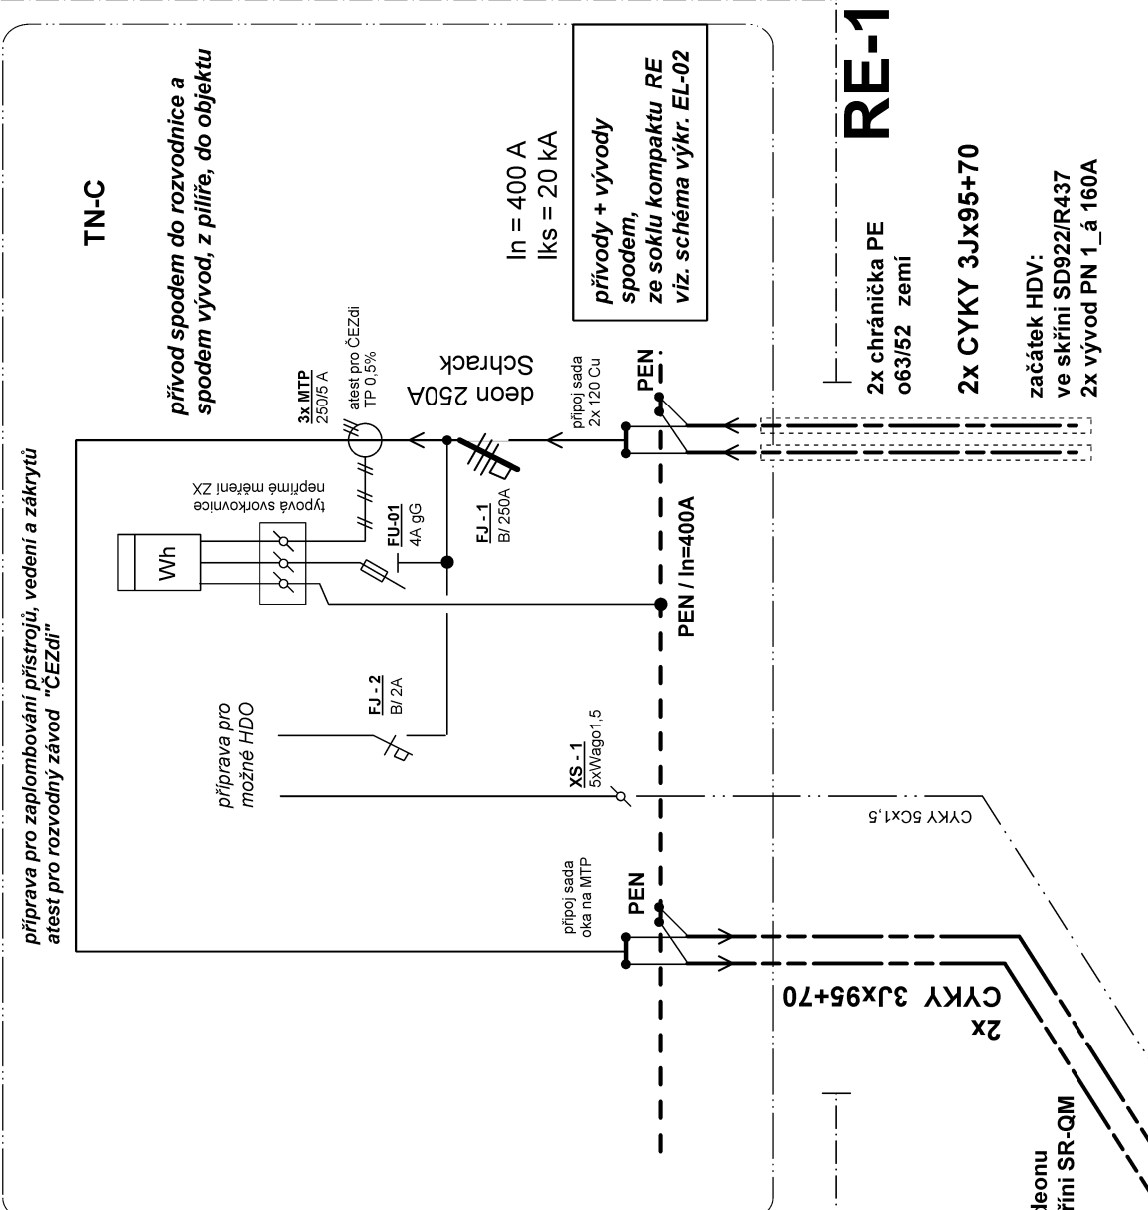 příprava pro zaplombování přístrojů, vedení a zákrytů
atest pro rozvodný závod "ČEZdi"
TN-C
přívod spodem do rozvodnice a
spodem vývod, z pilíře, do objektu
Wh
typová svorkovnice
nepřímé měření ZX
3x MTP
250/5 A
atest pro ČEZdi
TP 0,5%
FU-01
4A gG
deon 250A
Schrack
FJ - 1
B/ 250A
In = 400 A
Iks = 20 kA
přívody + vývody
spodem,
ze soklu kompaktu RE
viz. schéma výkr. EL-02
příprava pro
možné HDO
FJ - 2
B/ 2A
XS - 1
5xWago1,5
připoj sada
2x120 Cu
PEN
PEN / In=400A
připoj sada
oka na MTP
PEN
RE-1
2x chránička PE
o63/52 zemí
2x CYKY 3Jx95+70
začátek HDV:
ve skříni SD922/R437
2x vývod PN 1_á 160A
CYKY 5Cx1,5
2x
CYKY 3Jx95+70
deonu
říni SR-QM